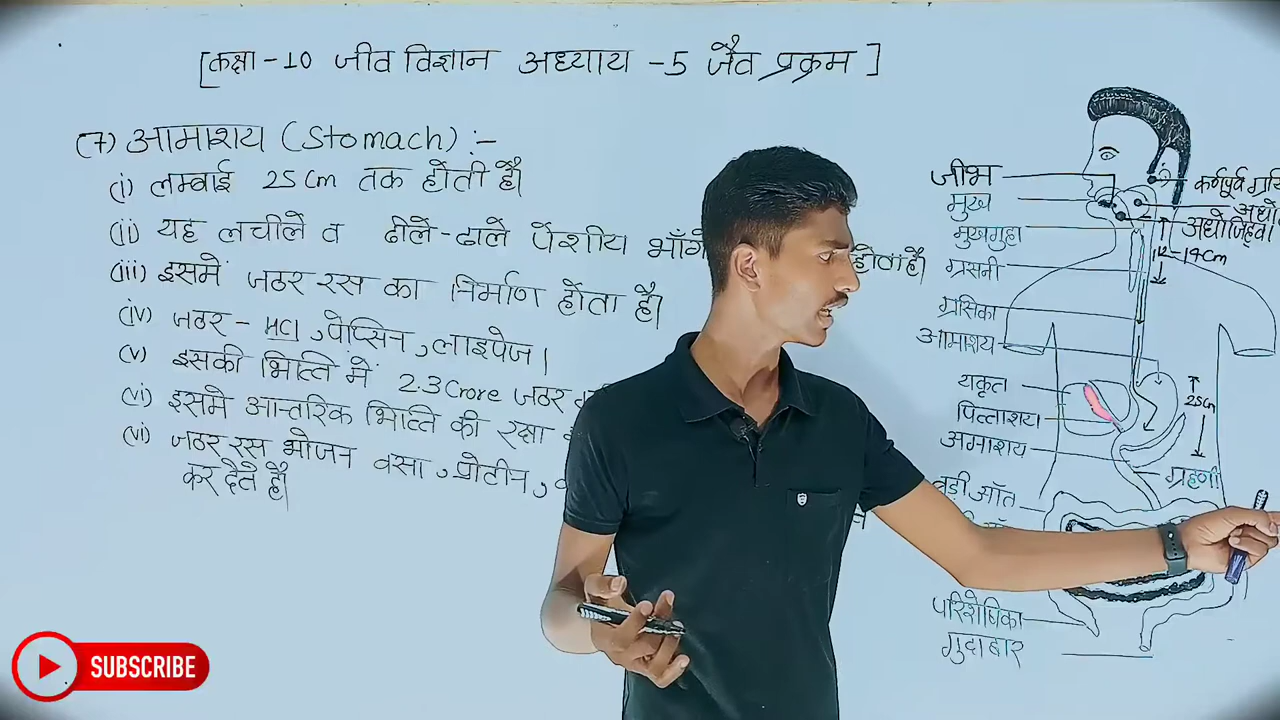 [कक्षा -10 जीव विज्ञान अध्याय -5 जैव प्रक्रम]
(7) आमाशय (Stomach) :-
(i) लम्बाई 25 cm तक होती है।
(ii) यह लचीले व ढीले-ढाले पेशीय भाँगो होता है।
(iii) इसमें जठर रस का निर्माण होता है।
(iv) जठर - HCl, पेप्सिन, लाइपेज।
(v) इसकी भित्ति में 2.3 Crore जठर
(vi) इसमे आन्तरिक भित्ति की रक्षा
(vi) जठर रस भोजन वसा, प्रोटीन,
कर देते है।
जीभ
मुख
मुखगुहा
ग्रसनी
ग्रसिका
आमाशय
यकृत
पित्ताशय
अमाशय
बडी आँत
परिशेषिका
गुदाद्वार
कर्णपूर्व
अधो
अधोजिह्वा
12-14cm
25cm
ग्रहणी
SUBSCRIBE